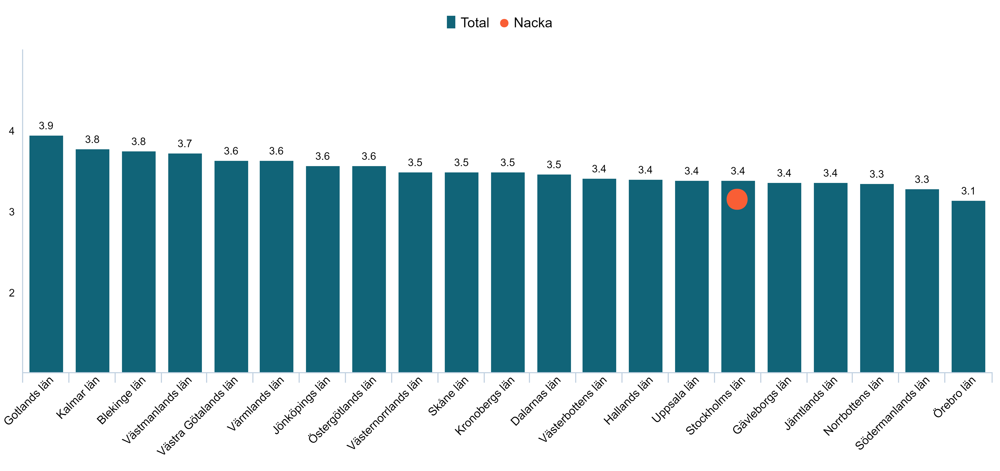 Total Nacka
4
3
2
3.9 3.8 3.8 3.7 3.6 3.6 3.6 3.6 3.5 3.5 3.5 3.5 3.4 3.4 3.4 3.4 3.4 3.4 3.3 3.3 3.1
Gotlands län
Kalmar län
Blekinge län
Västmanlands län
Västra Götalands län
Värmlands län
Jönköpings län
Östergötlands län
Västernorrlands län
Skåne län
Kronobergs län
Dalarnas län
Västerbottens län
Hallands län
Uppsala län
Stockholms län
Gävleborgs län
Jämtlands län
Norrbottens län
Södermanlands län
Örebro län